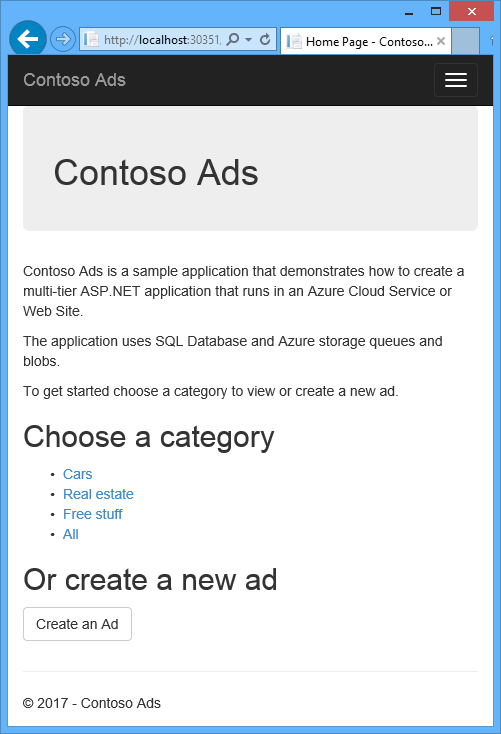 http://localhost:30351,
Home Page - Contoso...
Contoso Ads
Contoso Ads
Contoso Ads is a sample application that demonstrates how to create a
multi-tier ASP.NET application that runs in an Azure Cloud Service or
Web Site.
The application uses SQL Database and Azure storage queues and
blobs.
To get started choose a category to view or create a new ad.
Choose a category
• Cars
• Real estate
• Free stuff
• All
Or create a new ad
Create an Ad
© 2017 - Contoso Ads